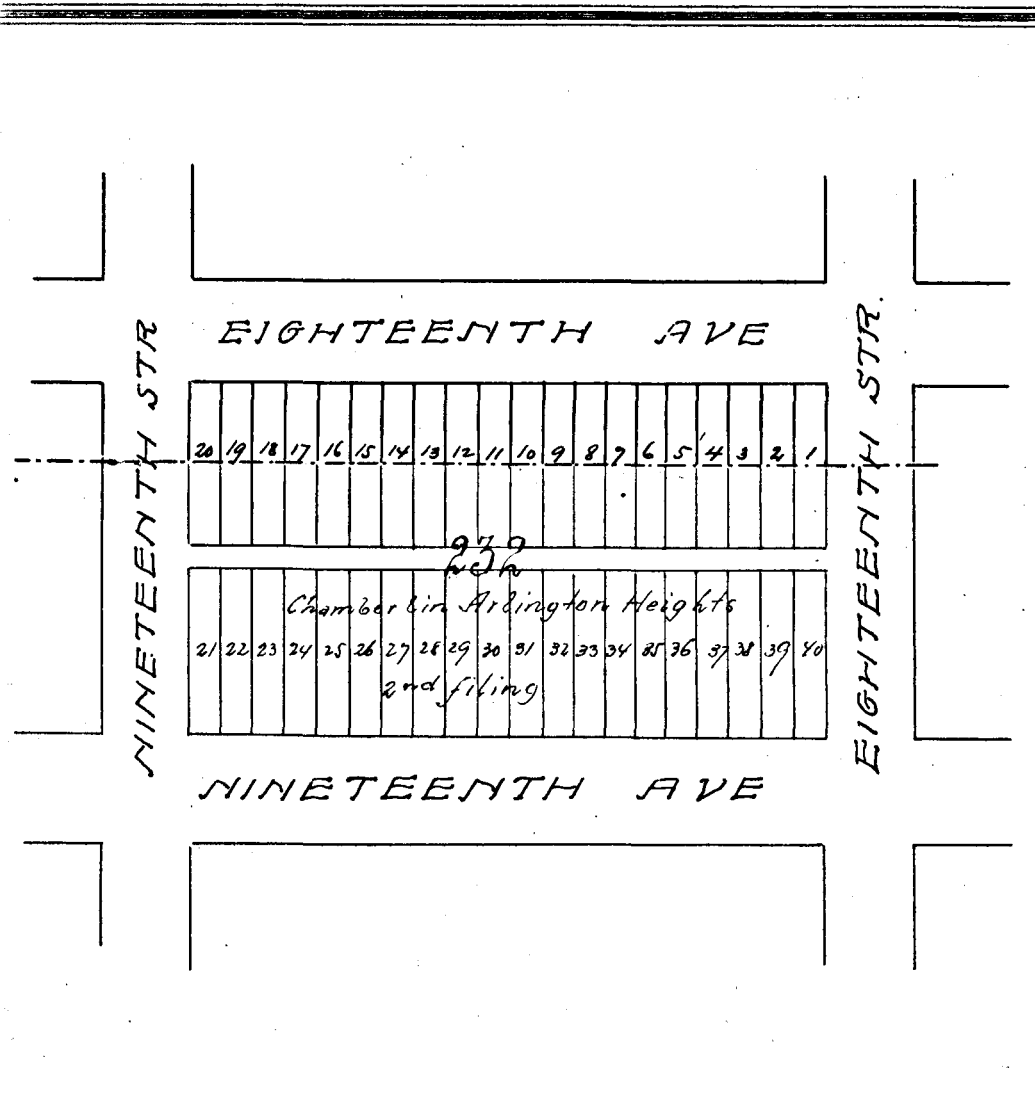 EIGHTEENTH AVE
NINETEENTH STR
EIGHTEENTH STR.
20 19 18 17 16 15 14 13 12 11 10 9 8 7 6 5 4 3 2 1
232
Chamberlin Arlington Heights
21 22 23 24 25 26 27 28 29 30 31 32 33 34 35 36 37 38 39 40
2nd filing
NINETEENTH AVE